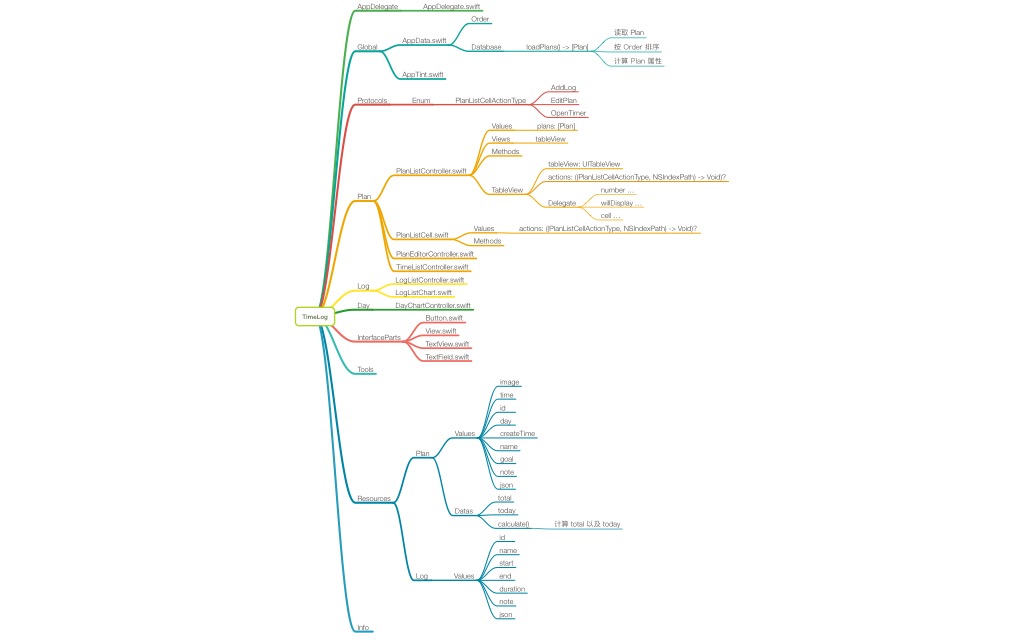 TimeLog
AppDelegate
AppDelegate.swift
Global
AppData.swift
Order
Database
loadPlans() -> [Plan]
读取 Plan
按 Order 排序
计算 Plan 属性
AppTint.swift
Protocols
Enum
PlanListCellActionType
AddLog
EditPlan
OpenTimer
Plan
PlanListController.swift
Values
plans: [Plan]
Views
tableView
Methods
TableView
tableView: UITableView
actions: ((PlanListCellActionType, NSIndexPath) -> Void)?
Delegate
number ...
willDisplay ...
cell ...
PlanListCell.swift
Values
actions: ((PlanListCellActionType, NSIndexPath) -> Void)?
Methods
PlanEditorController.swift
TimeListController.swift
Log
LogListController.swift
LogListChart.swift
Day
DayChartController.swift
InterfaceParts
Button.swift
View.swift
TextView.swift
TextField.swift
Tools
Resources
Plan
Values
image
time
id
day
createTime
name
goal
note
json
Datas
total
today
calculate()
计算 total 以及 today
Log
Values
id
name
start
end
duration
note
json
Info